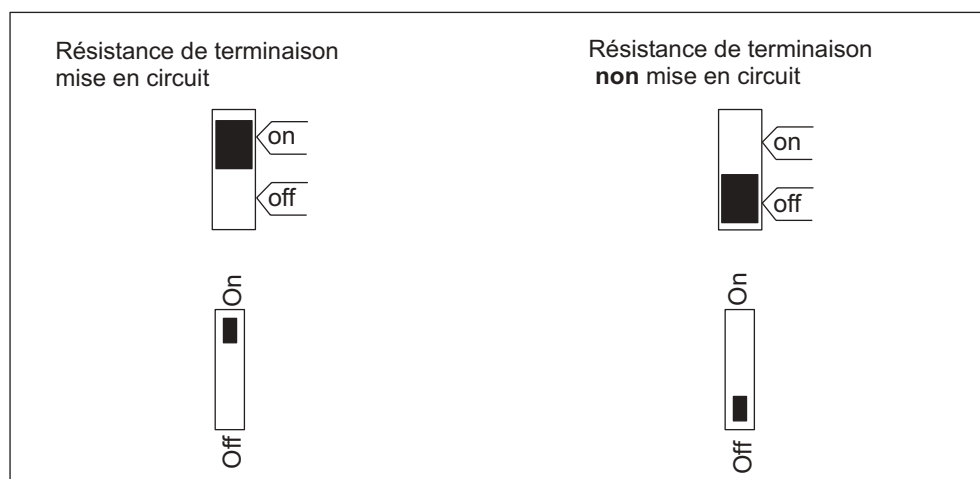 Résistance de terminaison
mise en circuit
on
off
On
Off
Résistance de terminaison
non mise en circuit
on
off
On
Off